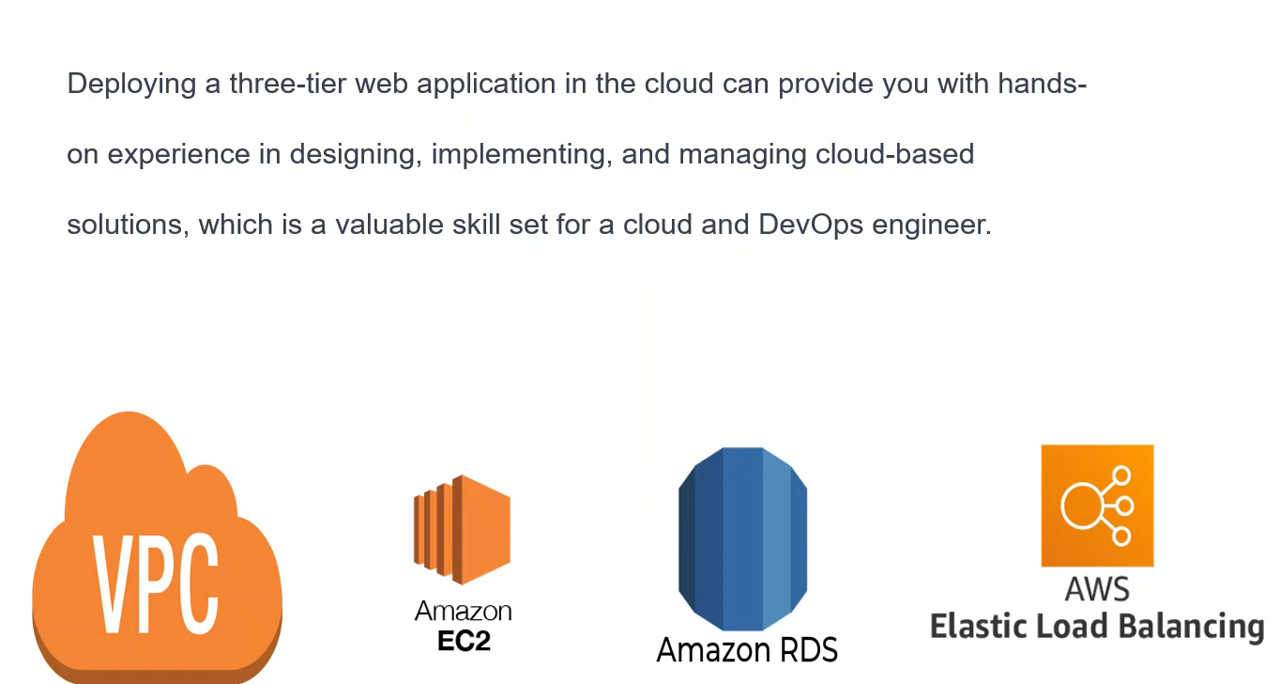 Deploying a three-tier web application in the cloud can provide you with hands-
on experience in designing, implementing, and managing cloud-based
solutions, which is a valuable skill set for a cloud and DevOps engineer.
VPC
Amazon
EC2
Amazon RDS
AWS
Elastic Load Balancing